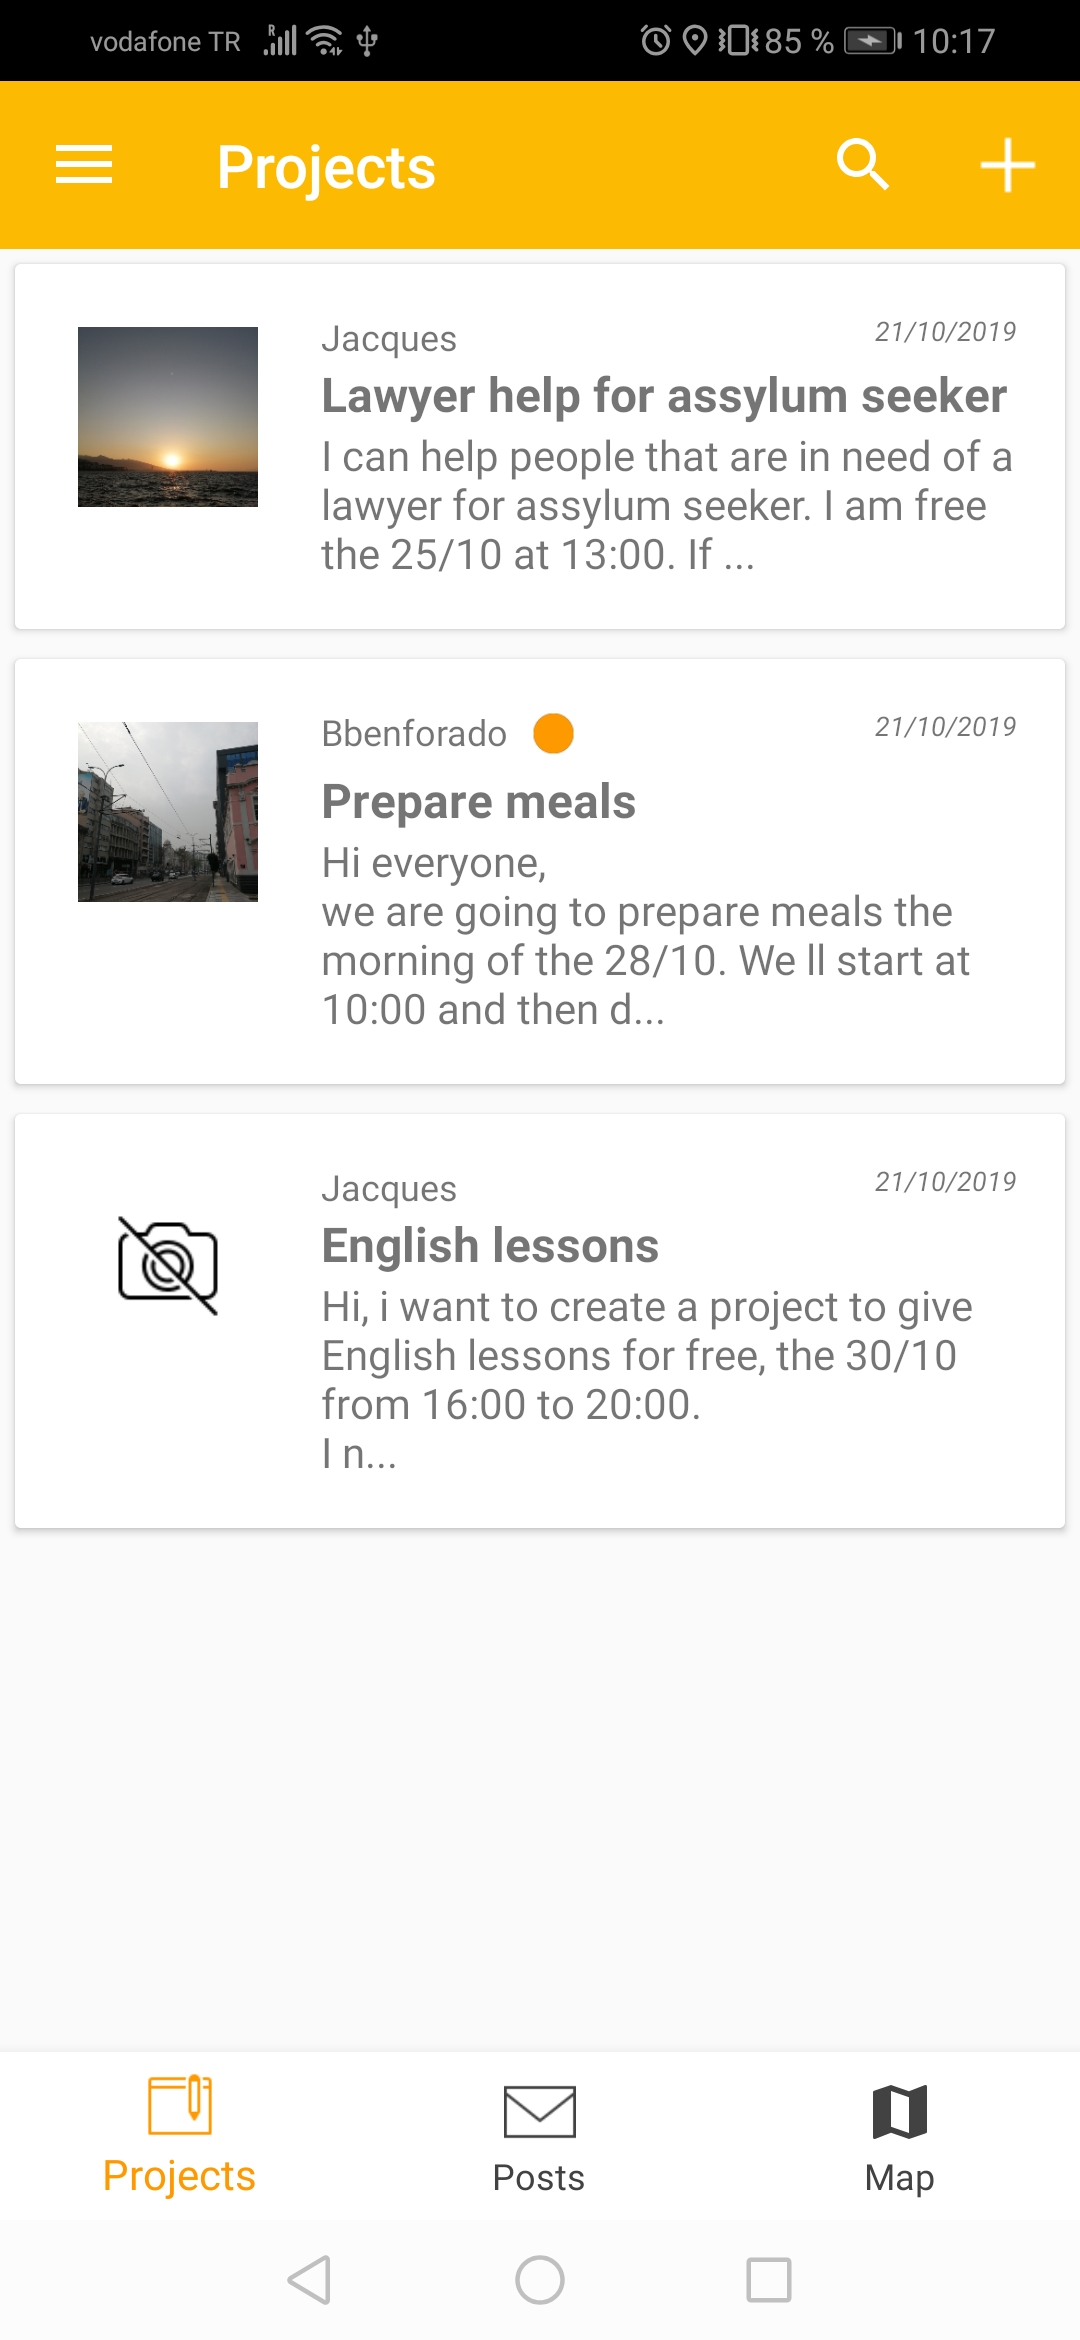 vodafone TR R 85 % 10:17
Projects
Jacques 21/10/2019
Lawyer help for assylum seeker
I can help people that are in need of a
lawyer for assylum seeker. I am free
the 25/10 at 13:00. If ...
Bbenforado 21/10/2019
Prepare meals
Hi everyone,
we are going to prepare meals the
morning of the 28/10. We ll start at
10:00 and then d...
Jacques 21/10/2019
English lessons
Hi, i want to create a project to give
English lessons for free, the 30/10
from 16:00 to 20:00.
I n...
Projects Posts Map